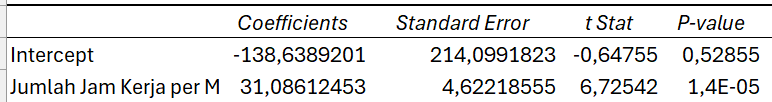 Coefficients Standard Error t Stat P-value
Intercept -138,6389201 214,0991823 -0,64755 0,52855
Jumlah Jam Kerja per M 31,08612453 4,62218555 6,72542 1,4E-05